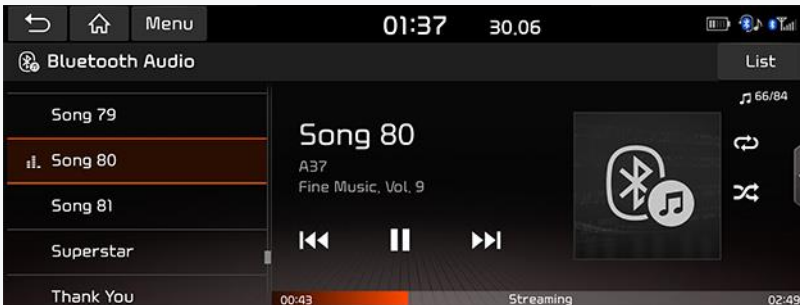 Menu 01:37 30.06
Bluetooth Audio List
66/84
Song 79
Song 80
Song 81
Superstar
Thank You
Song 80
A37
Fine Music, Vol. 9
00:43 Streaming 02:49